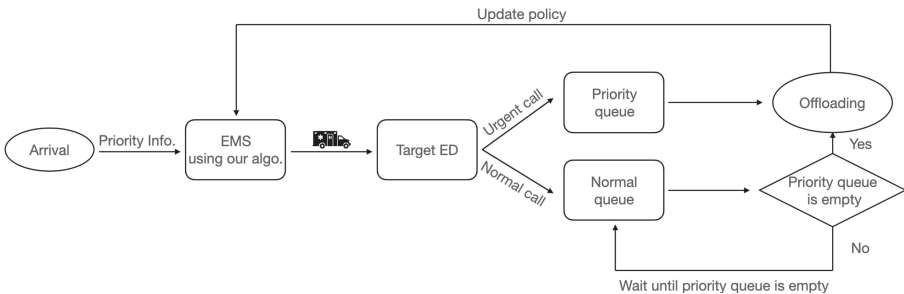 Update policy
Arrival
Priority Info.
EMS
using our algo.
Target ED
Urgent call
Normal call
Priority
queue
Normal
queue
Offloading
Yes
Priority queue
is empty
No
Wait until priority queue is empty